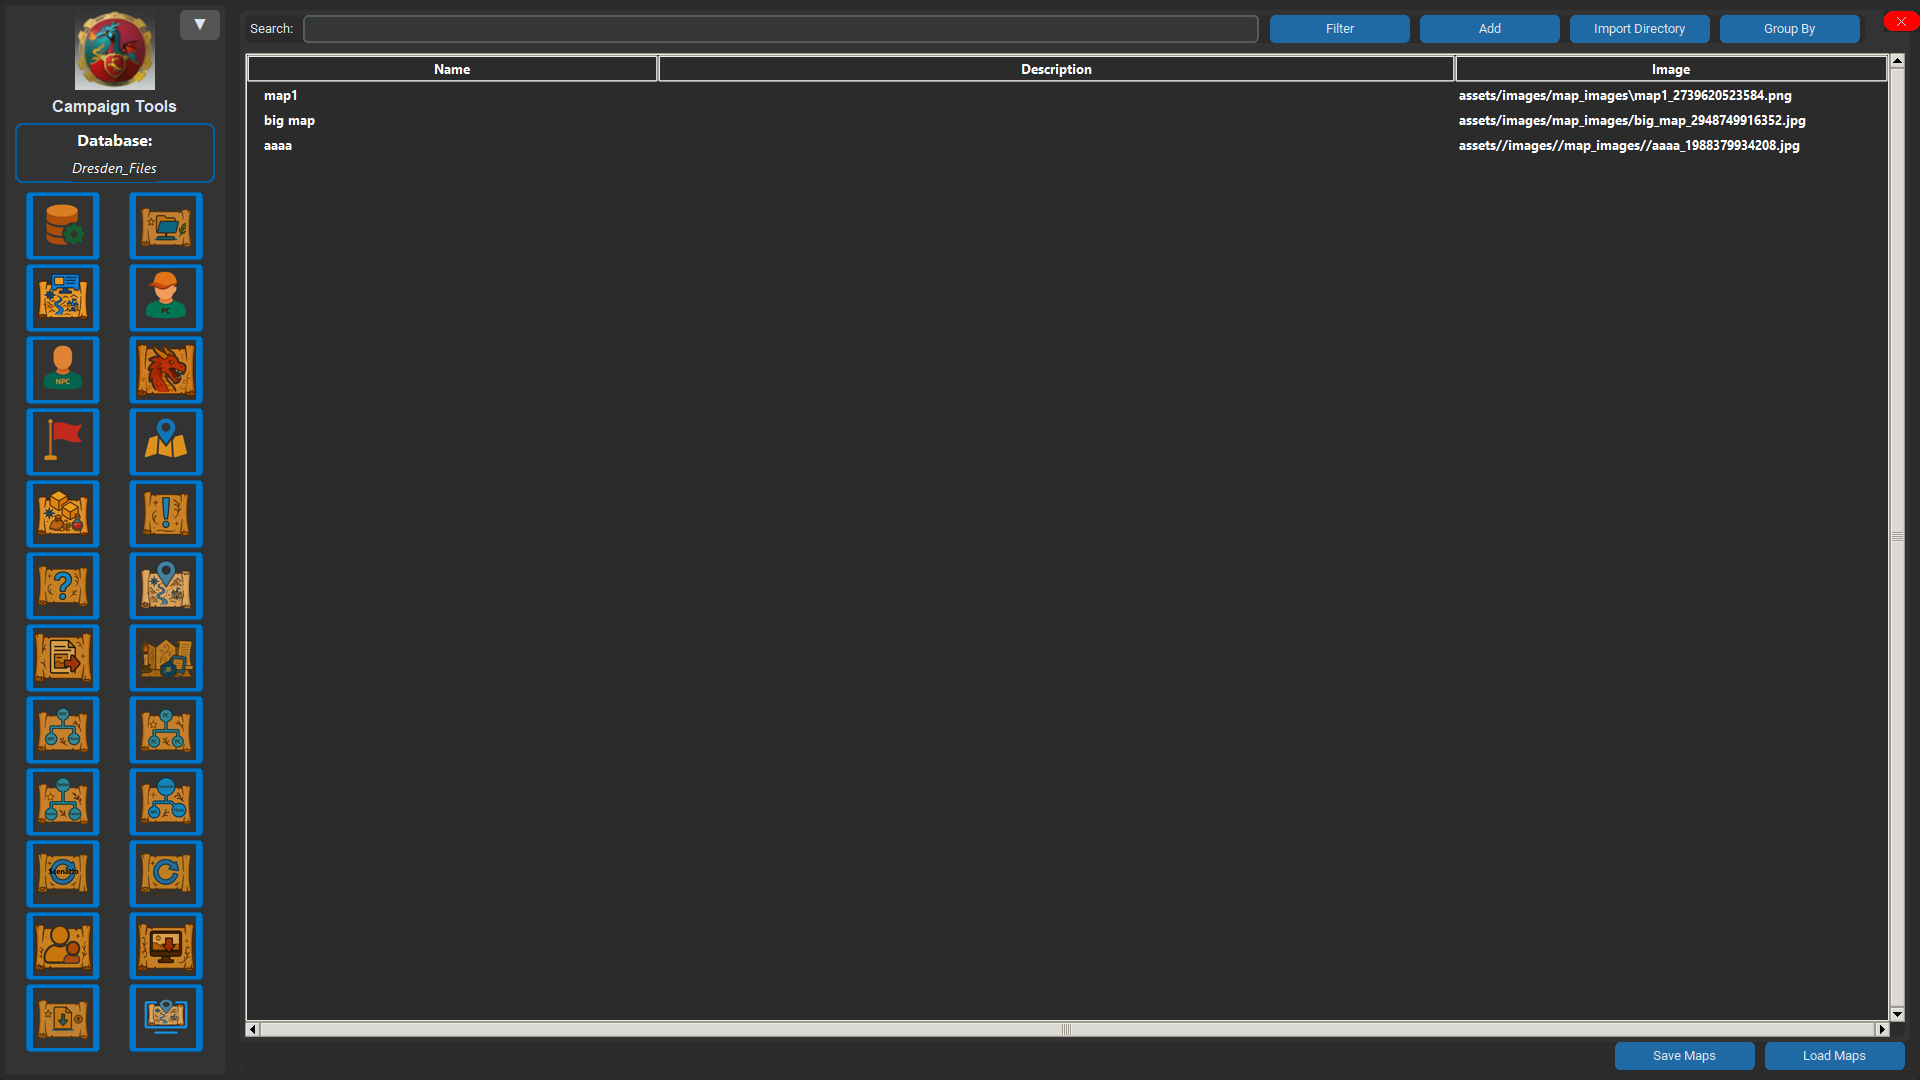 ▼
Campaign Tools
Database:
Dresden_Files
PC
NPC
Scenario
Search:
Filter
Add
Import Directory
Group By
Name Description Image
map1 assets/images/map_images\map1_2739620523584.png
big map assets/images/map_images/big_map_2948749916352.jpg
aaaa assets//images//map_images//aaaa_1988379934208.jpg
Save Maps
Load Maps